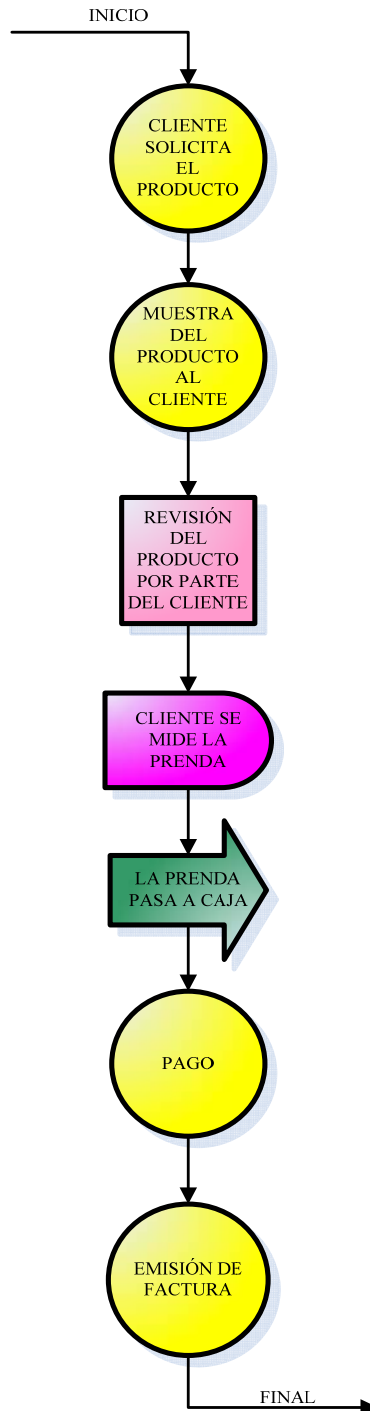 INICIO
CLIENTE
SOLICITA
EL
PRODUCTO
MUESTRA
DEL
PRODUCTO
AL
CLIENTE
REVISIÓN
DEL
PRODUCTO
POR PARTE
DEL CLIENTE
CLIENTE SE
MIDE LA
PRENDA
LA PRENDA
PASA A CAJA
PAGO
EMISIÓN DE
FACTURA
FINAL